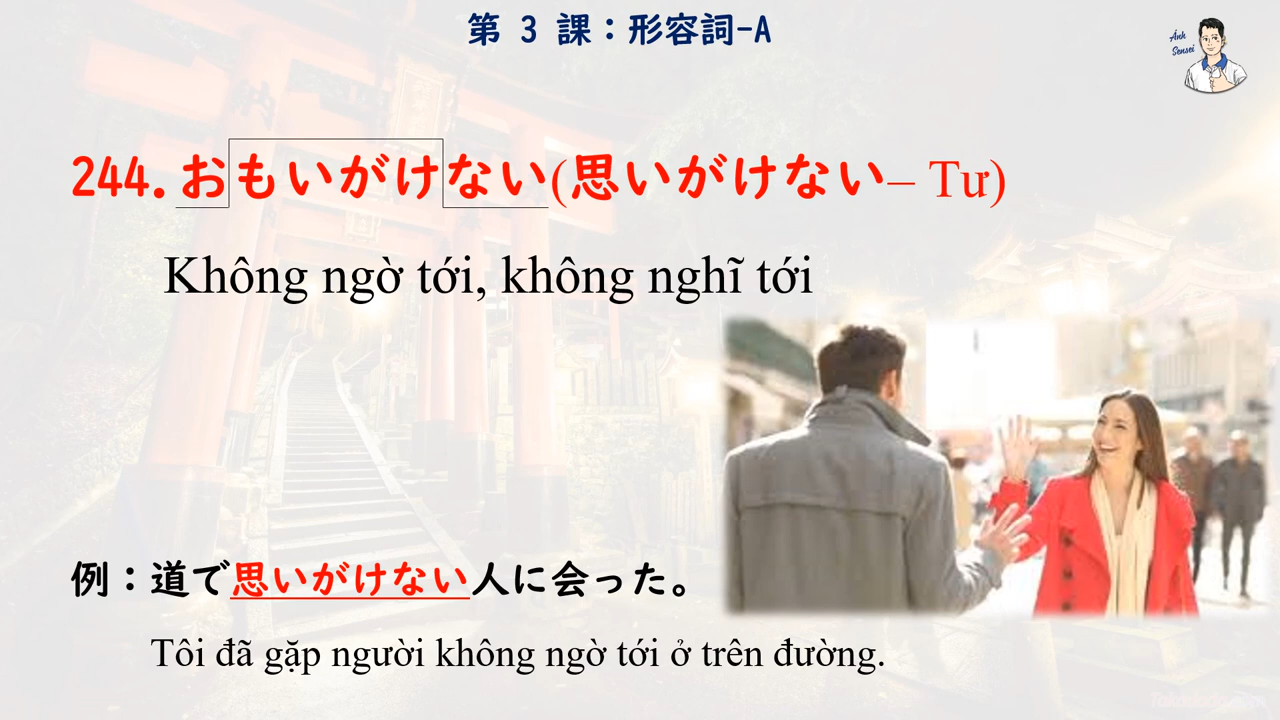 第 3 課：形容詞-A
Ánh
Sensei
244.おもいがけない(思いがけない– Tư)
Không ngờ tới, không nghĩ tới
例：道で思いがけない人に会った。
Tôi đã gặp người không ngờ tới ở trên đường.